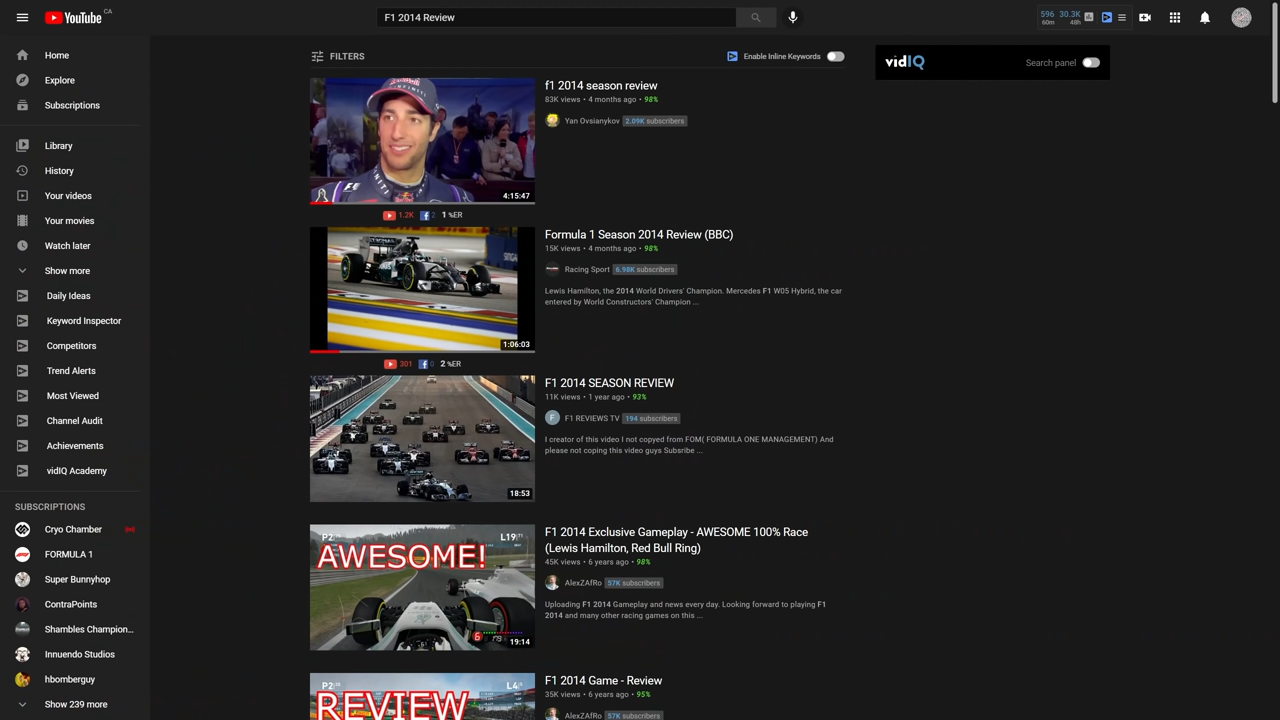 YouTube CA
F1 2014 Review
596 30.3K
60m 48h
Home
Explore
Subscriptions
Library
History
Your videos
Your movies
Watch later
Show more
Daily Ideas
Keyword Inspector
Competitors
Trend Alerts
Most Viewed
Channel Audit
Achievements
vidIQ Academy
SUBSCRIPTIONS
Cryo Chamber
FORMULA 1
Super Bunnyhop
ContraPoints
Shambles Champion...
Innuendo Studios
hbomberguy
Show 239 more
FILTERS
Enable Inline Keywords
vidIQ
Search panel
4:15:47
1.2K 2 1 %ER
f1 2014 season review
83K views • 4 months ago • 98%
Yan Ovsianykov 2.09K subscribers
1:06:03
301 0 2 %ER
Formula 1 Season 2014 Review (BBC)
15K views • 4 months ago • 98%
Racing Sport 6.98K subscribers
Lewis Hamilton, the 2014 World Drivers' Champion. Mercedes F1 W05 Hybrid, the car
entered by World Constructors' Champion ...
18:53
F1 2014 SEASON REVIEW
11K views • 1 year ago • 93%
F F1 REVIEWS TV 194 subscribers
I creator of this video I not copyed from FOM( FORMULA ONE MANAGEMENT) And
please not coping this video guys Subsribe ...
P2 L19
AWESOME!
6
19:14
F1 2014 Exclusive Gameplay - AWESOME 100% Race
(Lewis Hamilton, Red Bull Ring)
45K views • 6 years ago • 98%
AlexZAfRo 57K subscribers
Uploading F1 2014 Gameplay and news every day. Looking forward to playing F1
2014 and many other racing games on this ...
P2 L4
REVIEW
F1 2014 Game - Review
35K views • 6 years ago • 95%
AlexZAfRo 57K subscribers